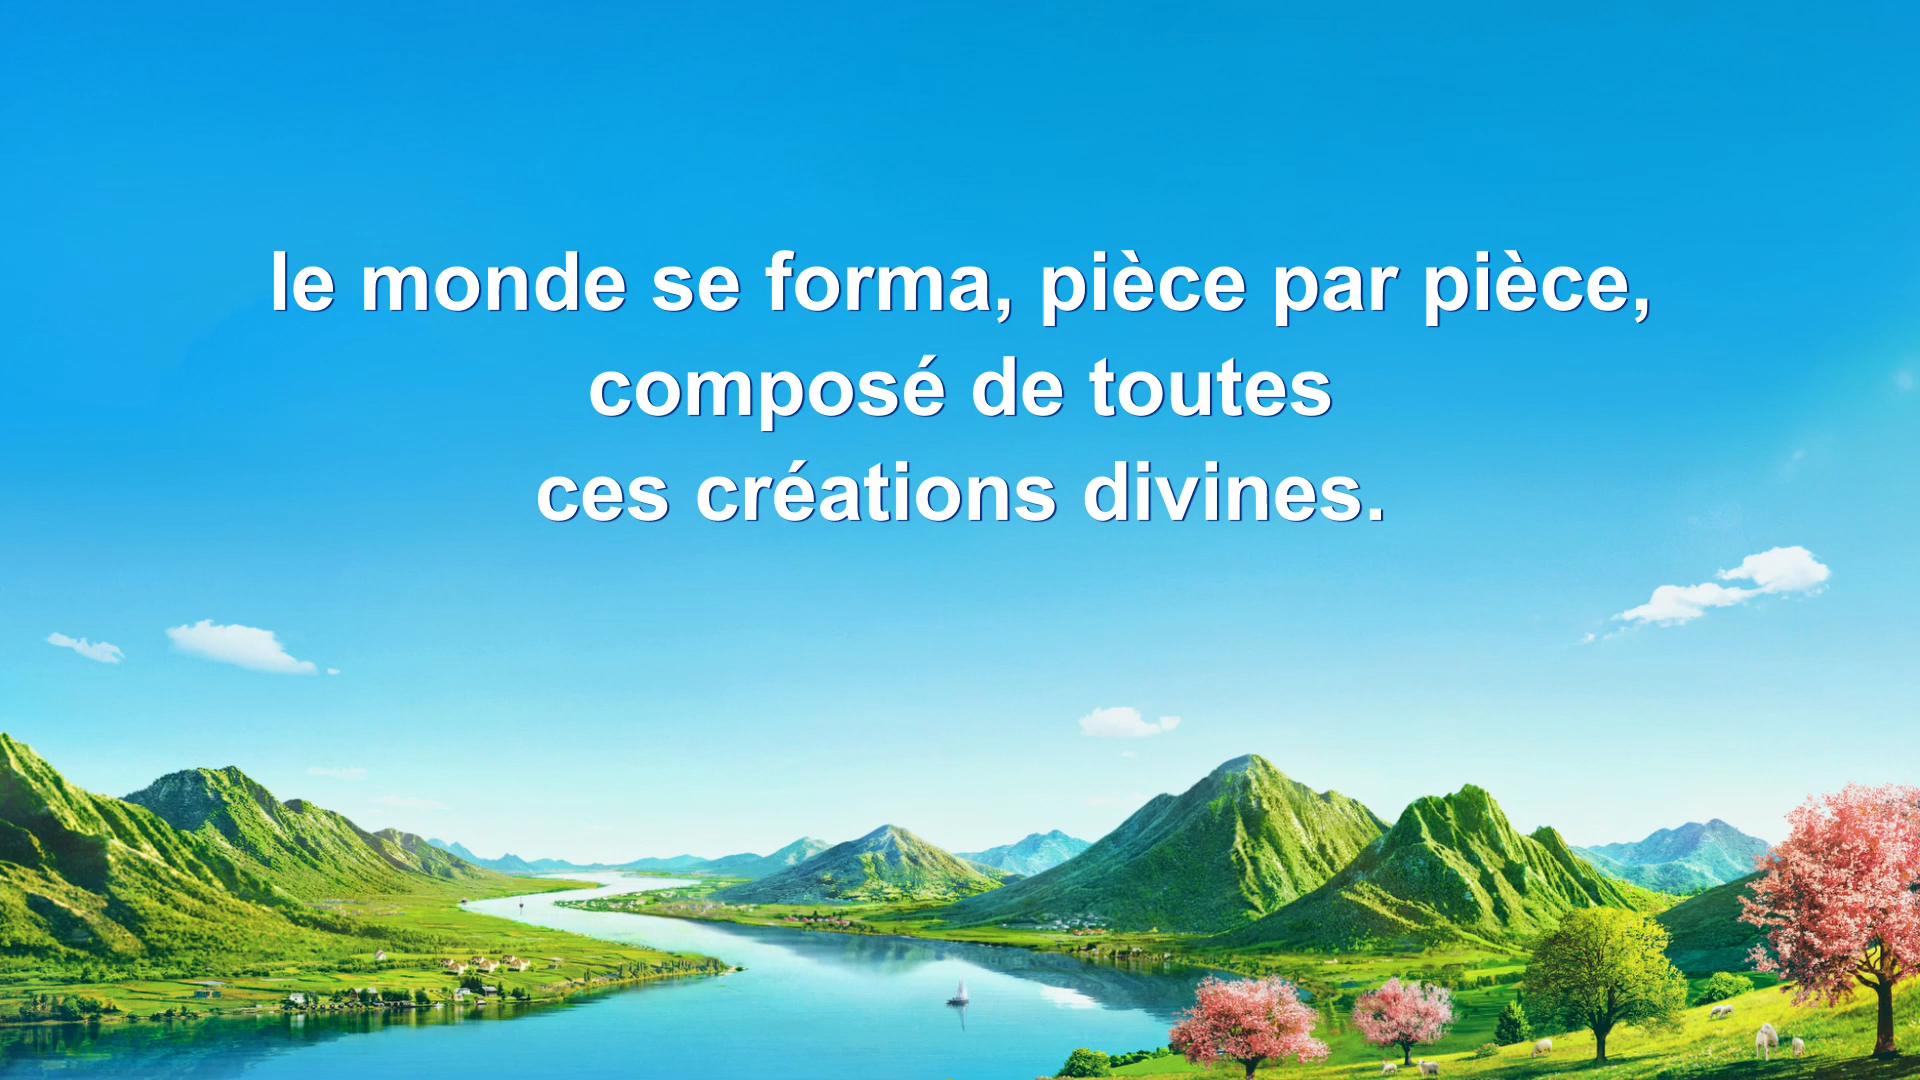 le monde se forma, pièce par pièce,
composé de toutes
ces créations divines.